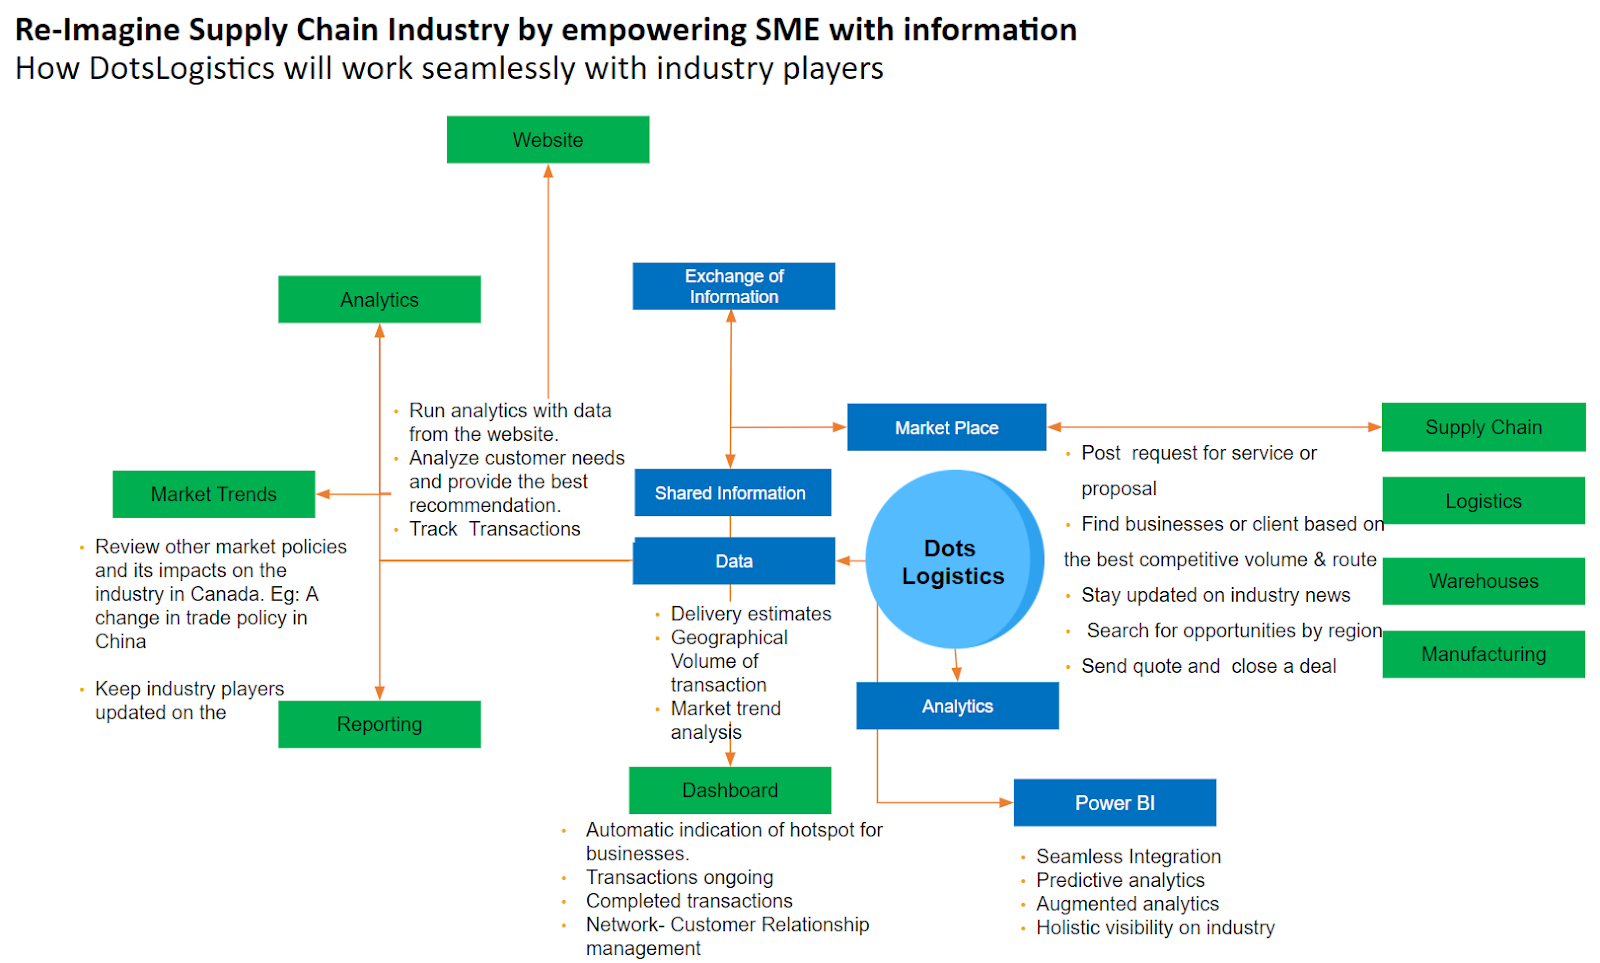 Re-Imagine Supply Chain Industry by empowering SME with information
How DotsLogistics will work seamlessly with industry players
Website
Exchange of
Information
Analytics
Run analytics with data
from the website.
Analyze customer needs
and provide the best
recommendation.
Track Transactions
Market Trends
Review other market policies
and its impacts on the
industry in Canada. Eg: A
change in trade policy in
China
Keep industry players
updated on the
Reporting
Shared Information
Data
Delivery estimates
Geographical
Volume of
transaction
Market trend
analysis
Dashboard
Automatic indication of hotspot for
businesses.
Transactions ongoing
Completed transactions
Network- Customer Relationship
management
Market Place
Dots
Logistics
Analytics
Power BI
Seamless Integration
Predictive analytics
Augmented analytics
Holistic visibility on industry
Post request for service or
proposal
Find businesses or client based on
the best competitive volume & route
Stay updated on industry news
Search for opportunities by region
Send quote and close a deal
Supply Chain
Logistics
Warehouses
Manufacturing